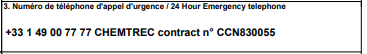 3. Numéro de téléphone d'appel d'urgence / 24 Hour Emergency telephone
+33 1 49 00 77 77 CHEMTREC contract n° CCN830055